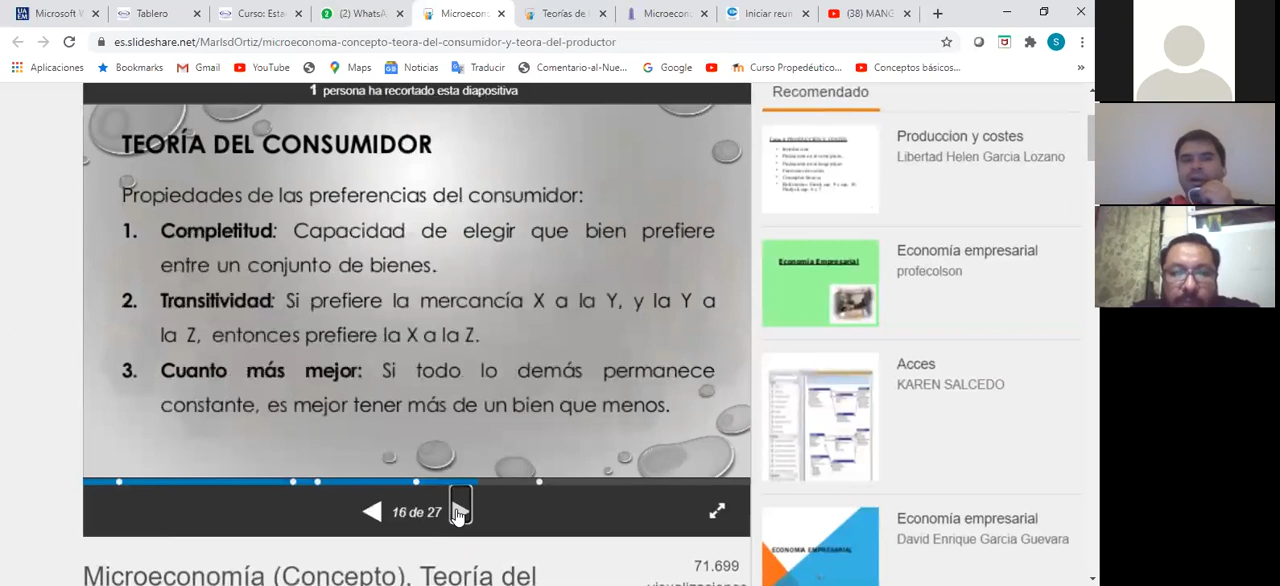 Microsoft W
Tablero
Curso: Esta
(2) WhatsA
Microecon
Teorías de l
Microecon
Iniciar reun
(38) MANG
es.slideshare.net/MarlsdOrtiz/microeconoma-concepto-teora-del-consumidor-y-teora-del-productor
S
Aplicaciones
Bookmarks
Gmail
YouTube
Maps
Noticias
Traducir
Comentario-al-Nue...
Google
Curso Propedéutico...
Conceptos básicos...
»
1 persona ha recortado esta diapositiva
TEORÍA DEL CONSUMIDOR
Propiedades de las preferencias del consumidor:
1. Completitud: Capacidad de elegir que bien prefiere
entre un conjunto de bienes.
2. Transitividad: Si prefiere la mercancía X a la Y, y la Y a
la Z, entonces prefiere la X a la Z.
3. Cuanto más mejor: Si todo lo demás permanece
constante, es mejor tener más de un bien que menos.
16 de 27
Microeconomía (Concepto), Teoría del
71.699
visualizaciones
Recomendado
Produccion y costes
Libertad Helen Garcia Lozano
Economía empresarial
Economía Empresarial
profecolson
Acces
KAREN SALCEDO
Economía empresarial
David Enrique Garcia Guevara
ECONOMIA EMPRESARIAL